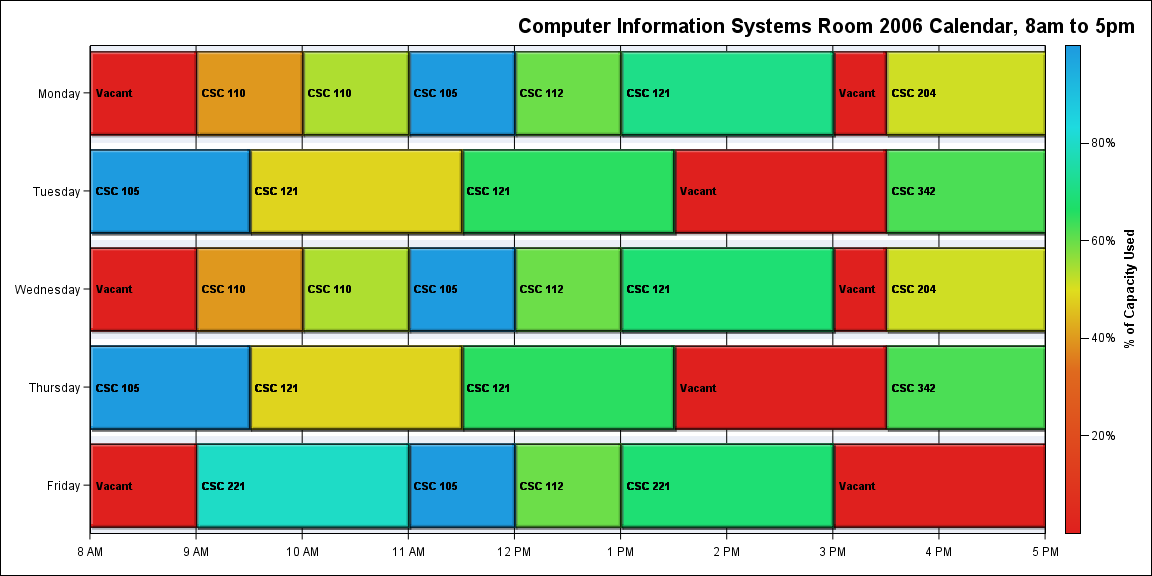 Computer Information Systems Room 2006 Calendar, 8am to 5pm
Monday
Vacant
CSC 110
CSC 110
CSC 105
CSC 112
CSC 121
Vacant
CSC 204
Tuesday
CSC 105
CSC 121
CSC 121
Vacant
CSC 342
Wednesday
Vacant
CSC 110
CSC 110
CSC 105
CSC 112
CSC 121
Vacant
CSC 204
Thursday
CSC 105
CSC 121
CSC 121
Vacant
CSC 342
Friday
Vacant
CSC 221
CSC 105
CSC 112
CSC 221
Vacant
8 AM
9 AM
10 AM
11 AM
12 PM
1 PM
2 PM
3 PM
4 PM
5 PM
80%
60%
40%
20%
% of Capacity Used